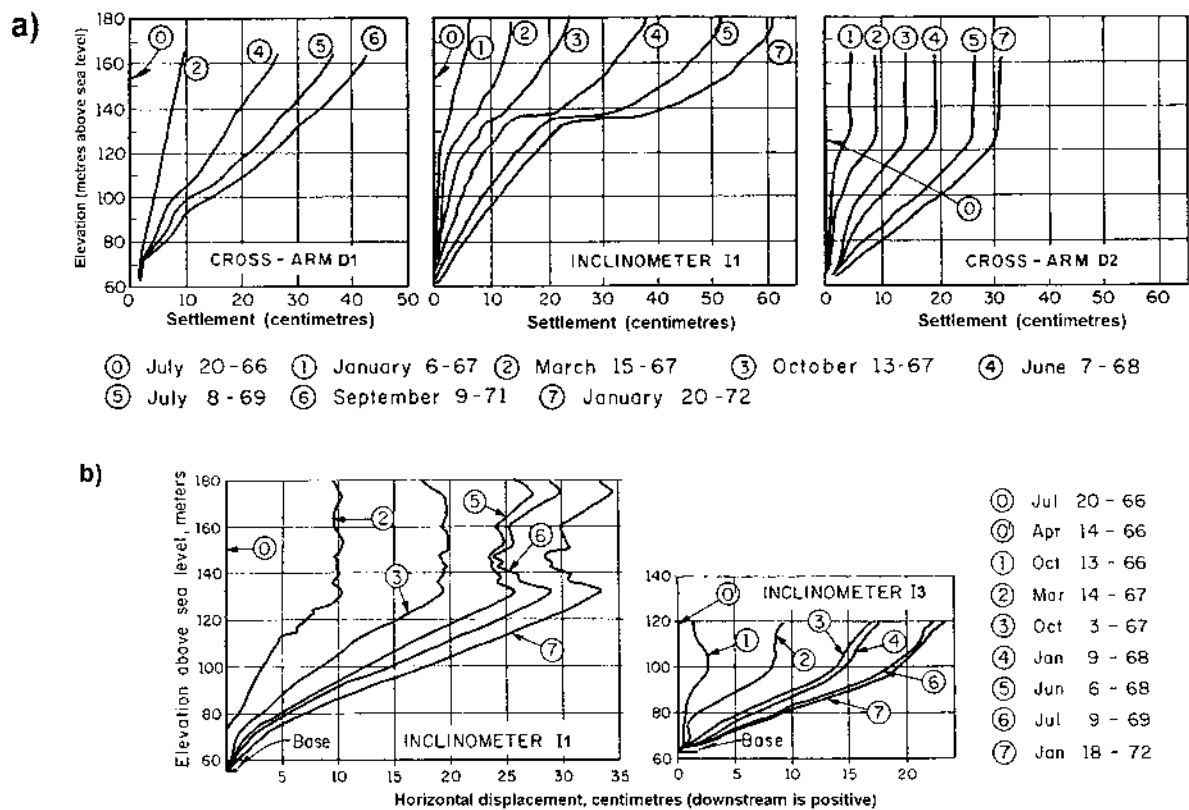 a)
Elevation (metres above sea level)
180
160
140
120
100
80
60
0
2
4
5
6
CROSS-ARM D1
0 10 20 30 40 50
Settlement (centimetres)
0
1
2
3
4
5
7
INCLINOMETER I1
0 10 20 30 40 50 60
Settlement (centimetres)
1 2 3 4 5 7
0
CROSS-ARM D2
0 10 20 30 40 50 60
Settlement (centimetres)
0 July 20-66 1 January 6-67 2 March 15-67 3 October 13-67 4 June 7-68
5 July 8-69 6 September 9-71 7 January 20-72
b)
Elevation above sea level, meters
180
160
140
120
100
80
60
0
2
3
5
6
7
Base
INCLINOMETER I1
5 10 15 20 25 30 35
140
120
100
80
60
0
INCLINOMETER I3
1
2
3
4
6
7
Base
0 5 10 15 20
Horizontal displacement, centimetres (downstream is positive)
0 Jul 20-66
0' Apr 14-66
1 Oct 13-66
2 Mar 14-67
3 Oct 3-67
4 Jan 9-68
5 Jun 6-68
6 Jul 9-69
7 Jan 18-72